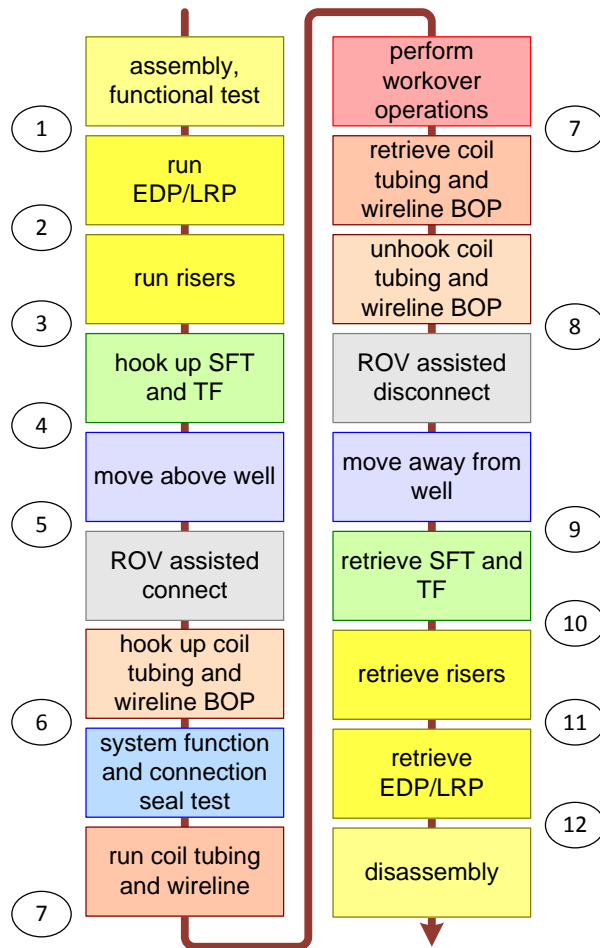 assembly,
functional test
1
run
EDP/LRP
2
run risers
3
hook up SFT
and TF
4
move above well
5
ROV assisted
connect
hook up coil
tubing and
wireline BOP
6
system function
and connection
seal test
run coil tubing
and wireline
7
perform
workover
operations
7
retrieve coil
tubing and
wireline BOP
unhook coil
tubing and
wireline BOP
8
ROV assisted
disconnect
move away from
well
9
retrieve SFT and
TF
10
retrieve risers
11
retrieve
EDP/LRP
12
disassembly